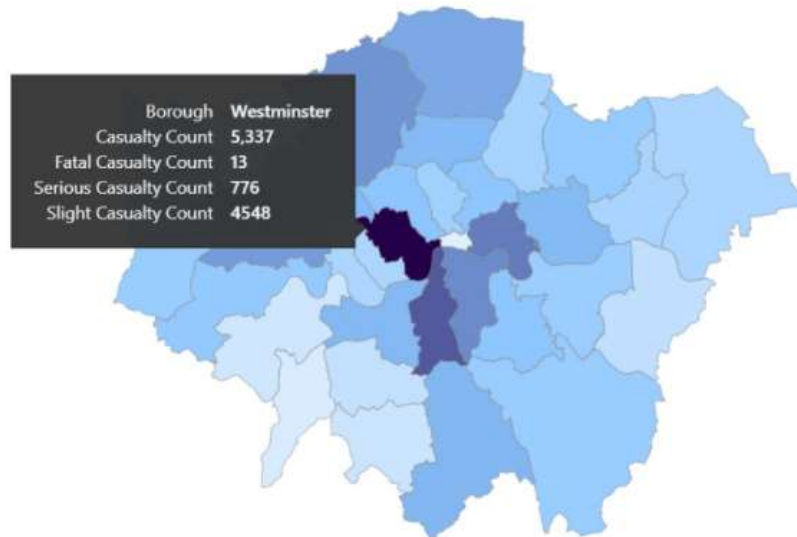 Borough Westminster
Casualty Count 5,337
Fatal Casualty Count 13
Serious Casualty Count 776
Slight Casualty Count 4548